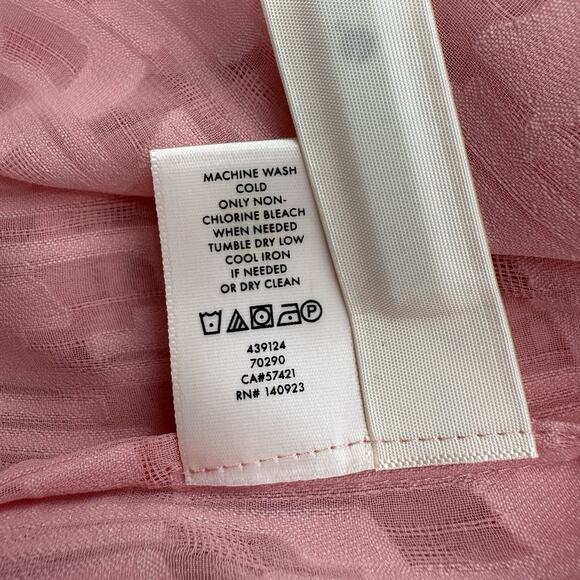 MACHINE WASH
COLD
ONLY NON-
CHLORINE BLEACH
WHEN NEEDED
TUMBLE DRY LOW
COOL IRON
IF NEEDED
OR DRY CLEAN
P
439124
70290
CA#57421
RN# 140923